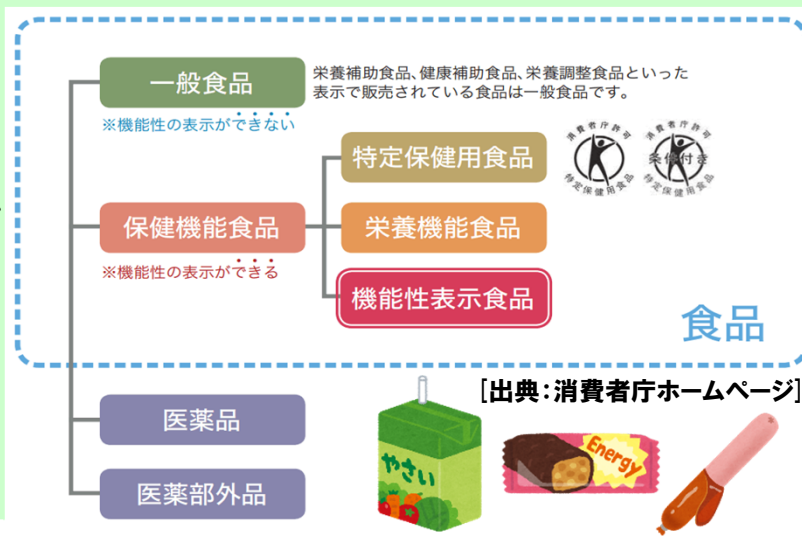 一般食品
栄養補助食品、健康補助食品、栄養調整食品といった
表示で販売されている食品は一般食品です。
※機能性の表示ができない
特定保健用食品
消費者庁許可
特定保健用食品
消費者庁許可
条件付き
特定保健用食品
保健機能食品
栄養機能食品
※機能性の表示ができる
機能性表示食品
食品
[出典：消費者庁ホームページ]
医薬品
医薬部外品
やさい
Energy